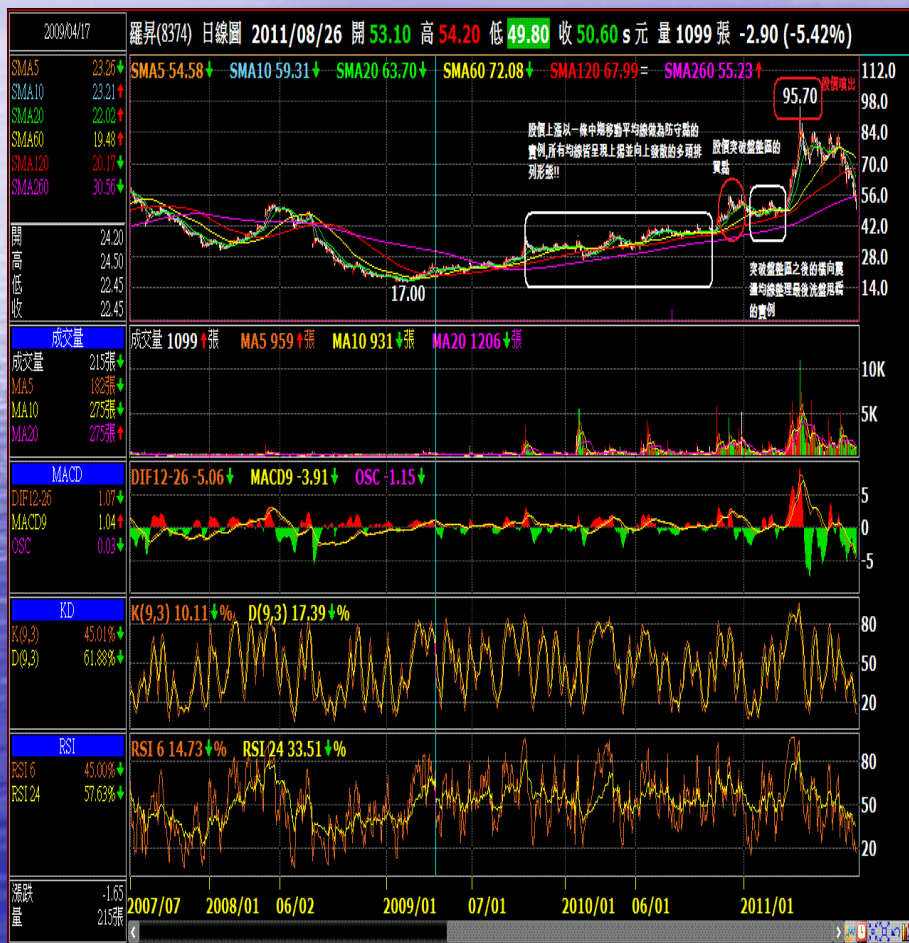 2009/04/17
羅昇(8374) 日線圖 2011/08/26 開 53.10 高 54.20 低 49.80 收 50.60 s元 量 1099 張 -2.90 (-5.42%)
SMA5 23.26↓
SMA10 23.21↑
SMA20 22.02↑
SMA60 19.48↑
SMA120 20.17↓
SMA260 30.56↓
開 24.20
高 24.50
低 22.45
收 22.45
SMA5 54.58↓ SMA10 59.31↓ SMA20 63.70↓ SMA60 72.08↓ SMA120 67.99= SMA260 55.23↑
112.0
98.0
84.0
70.0
56.0
42.0
28.0
14.0
95.70
股價噴出
股價上漲以一條中期移動平均線做為防守點的
實例,所有均線皆呈現上揚並向上發散的多頭排
列形態!!
股價突破盤整區的
買點
突破盤整區之後的橫向震
盪均線整理最後洗盤甩轎
的實例
17.00
成交量
成交量 215張↓
MA5 182張↓
MA10 275張↓
MA20 275張↑
成交量 1099↑張 MA5 959↑張 MA10 931↓張 MA20 1206↓張
10K
5K
MACD
DIF12-26 1.07↓
MACD9 1.04↑
OSC 0.03↓
DIF12-26 -5.06↓ MACD9 -3.91↓ OSC -1.15↓
5
0
-5
KD
K(9,3) 45.01%↓
D(9,3) 61.88%↓
K(9,3) 10.11↓% D(9,3) 17.39↓%
80
50
20
RSI
RSI 6 45.00%↓
RSI 24 57.63%↓
RSI 6 14.73↓% RSI 24 33.51↓%
80
50
20
漲跌 -1.65
量 215張
2007/07 2008/01 06/02 2009/01 07/01 2010/01 06/01 2011/01